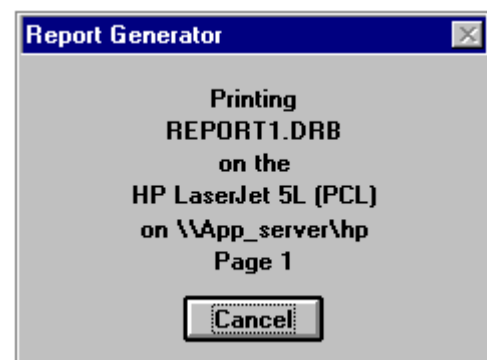 Report Generator
Printing
REPORT1.DRB
on the
HP LaserJet 5L (PCL)
on \\App_server\hp
Page 1
Cancel